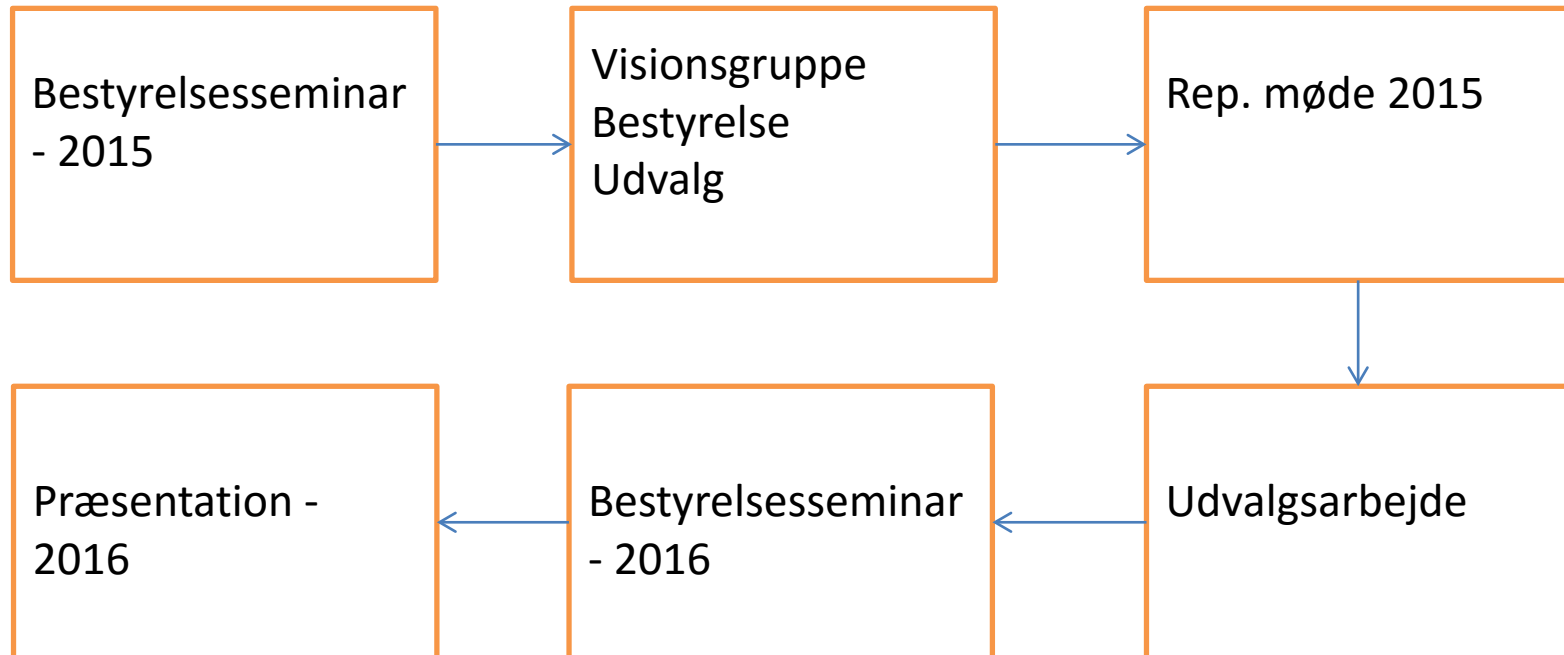 Bestyrelsesseminar
- 2015
Visionsgruppe
Bestyrelse
Udvalg
Rep. møde 2015
Udvalgsarbejde
Bestyrelsesseminar
- 2016
Præsentation -
2016